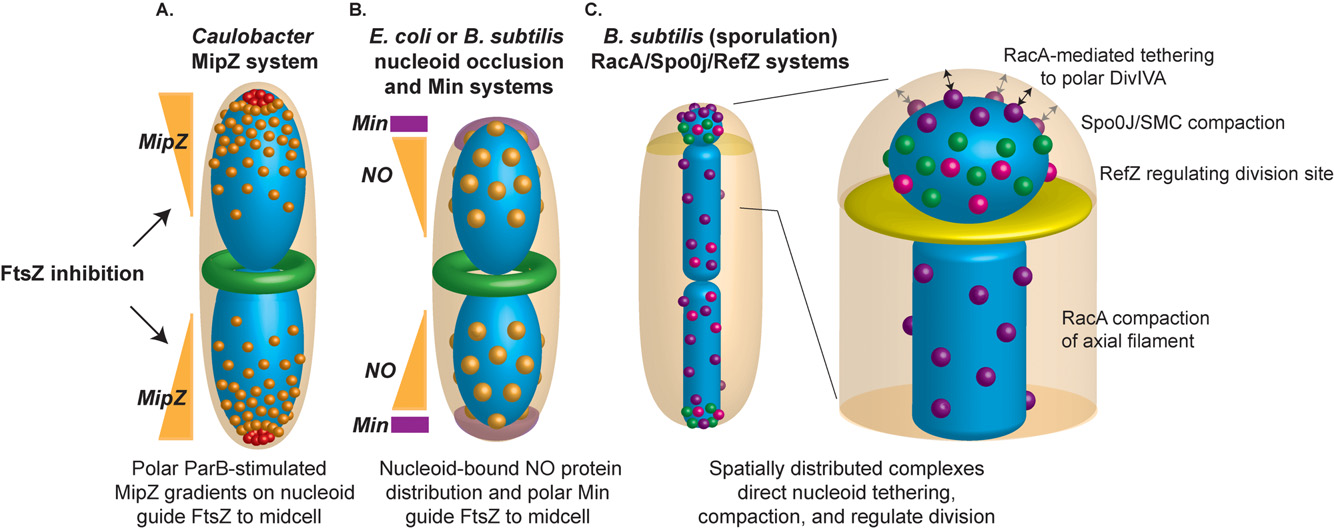 A.
Caulobacter
MipZ system
MipZ
FtsZ inhibition
MipZ
Polar ParB-stimulated
MipZ gradients on nucleoid
guide FtsZ to midcell
B.
E. coli or B. subtilis
nucleoid occlusion
and Min systems
Min
NO
NO
Min
Nucleoid-bound NO protein
distribution and polar Min
guide FtsZ to midcell
C.
B. subtilis (sporulation)
RacA/Spo0j/RefZ systems
RacA-mediated tethering
to polar DivIVA
Spo0J/SMC compaction
RefZ regulating division site
RacA compaction
of axial filament
Spatially distributed complexes
direct nucleoid tethering,
compaction, and regulate division